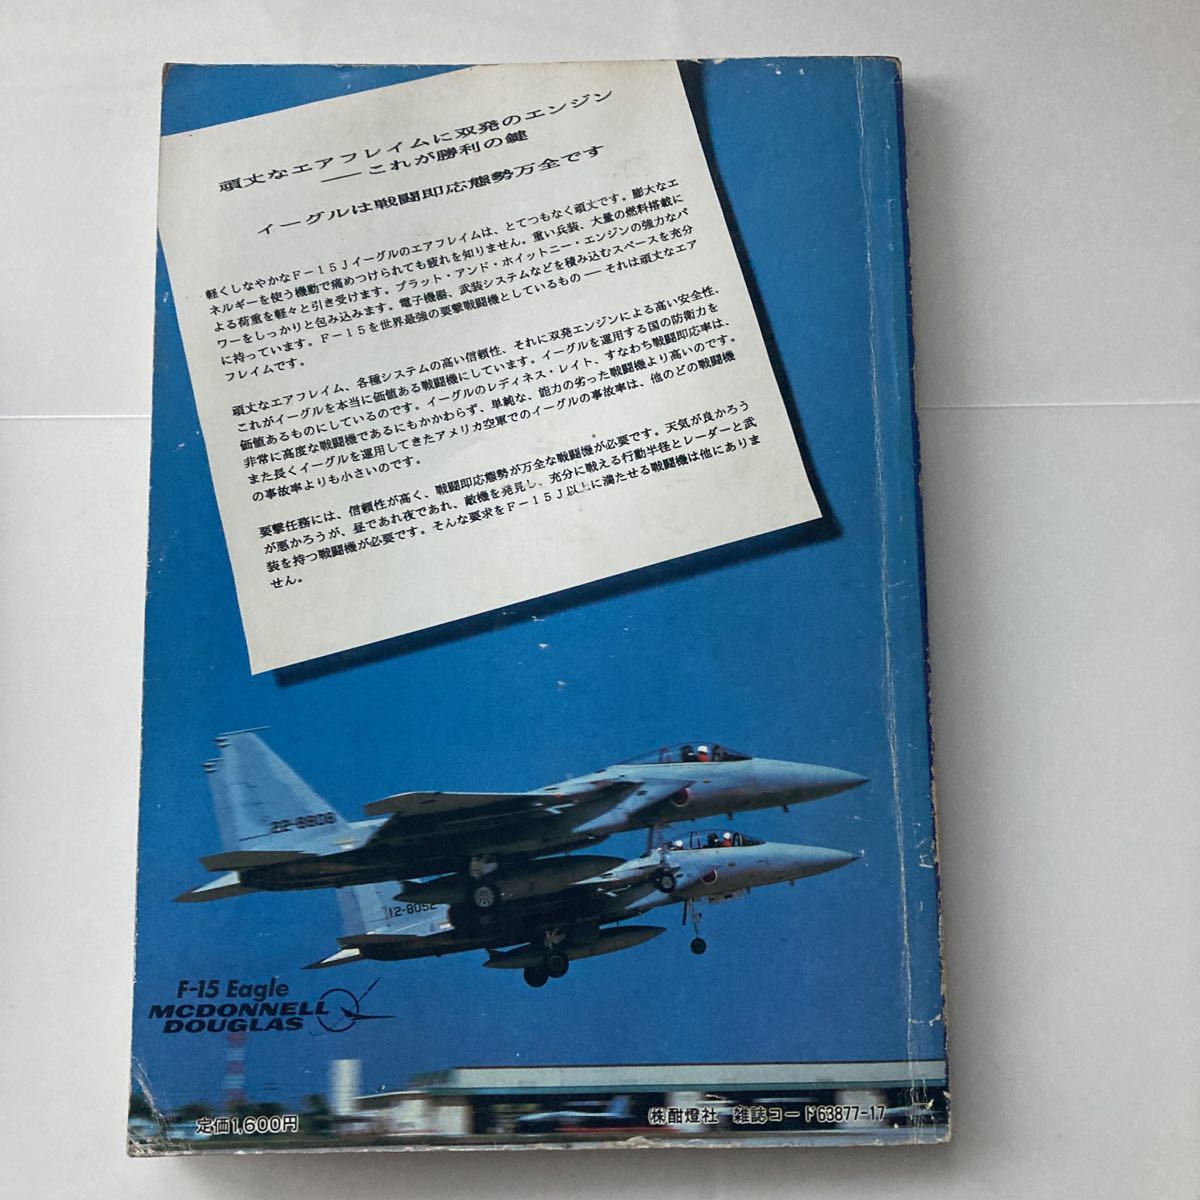 頑丈なエアフレイムに双発のエンジン
――これが勝利の鍵
イーグルは戦闘即応態勢万全です
軽くしなやかなF－15Jイーグルのエアフレイムは、とてつもなく頑丈です。膨大なエ
ネルギーを使う機動で痛めつけられても疲れを知りません。重い兵装、大量の燃料搭載に
よる荷重を軽々と引き受けます。プラット・アンド・ホイットニー・エンジンの強力なパ
ワーをしっかりと包み込みます。電子機器、武装システムなどを積み込むスペースを充分
に持っています。F－15を世界最強の要撃戦闘機としているもの――それは頑丈なエア
フレイムです。
頑丈なエアフレイム、各種システムの高い信頼性、それに双発エンジンによる高い安全性、
これがイーグルを本当に価値ある戦闘機にしています。イーグルを運用する国の防衛力を
価値あるものにしているのです。イーグルのレディネス・レイト、すなわち戦闘即応率は、
非常に高度な戦闘機であるにもかかわらず、単純な、能力の劣った戦闘機より高いのです。
また長くイーグルを運用してきたアメリカ空軍でのイーグルの事故率は、他のどの戦闘機
の事故率よりも小さいのです。
要撃任務には、信頼性が高く、戦闘即応態勢が万全な戦闘機が必要です。天気が良かろう
が悪かろうが、昼であれ夜であれ、敵機を発見し、充分に戦える行動半径とレーダーと武
装を持つ戦闘機が必要です。そんな要求をF－15J以上に満たせる戦闘機は他にありま
せん。
22-8808
12-8052
F-15 Eagle
MCDONNELL
DOUGLAS
定価1,600円
㈱酣燈社 雑誌コード63877-17